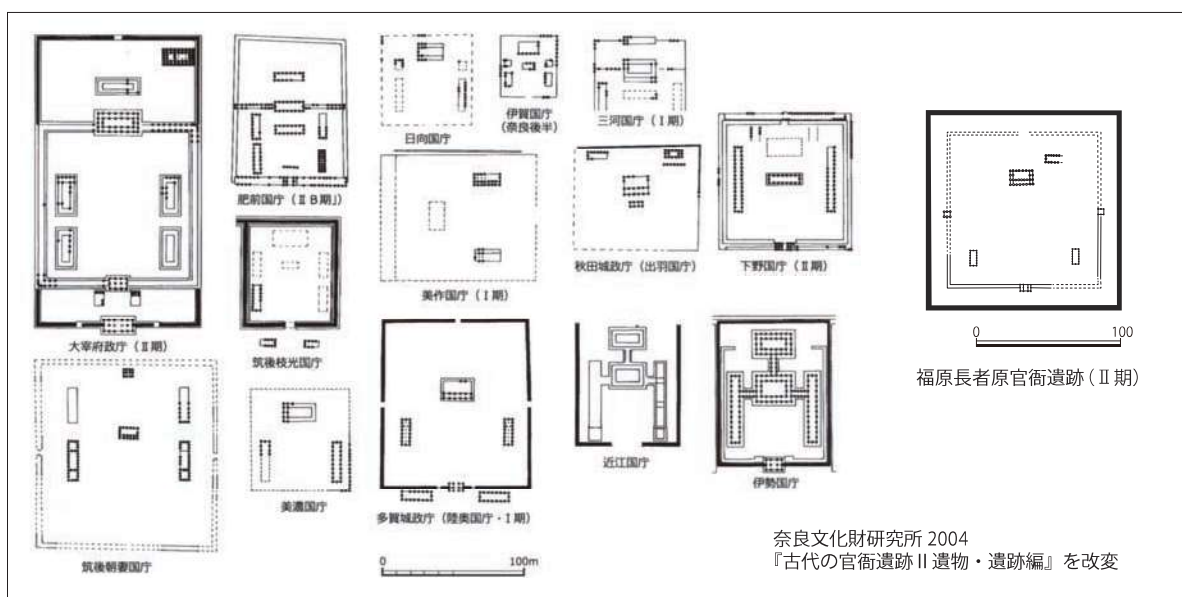 大宰府政庁(Ⅱ期)
肥前国庁(ⅡB期」)
日向国庁
伊賀国庁
(奈良後半)
三河国庁(Ⅰ期)
筑後枝光国庁
美作国庁(Ⅰ期)
秋田城政庁(出羽国庁)
下野国庁(Ⅱ期)
筑後朝妻国庁
美濃国庁
多賀城政庁(陸奥国庁・Ⅰ期)
近江国庁
伊勢国庁
0 100m
0 100
福原長者原官衙遺跡(Ⅱ期)
奈良文化財研究所 2004
『古代の官衙遺跡Ⅱ遺物・遺跡編』を改変